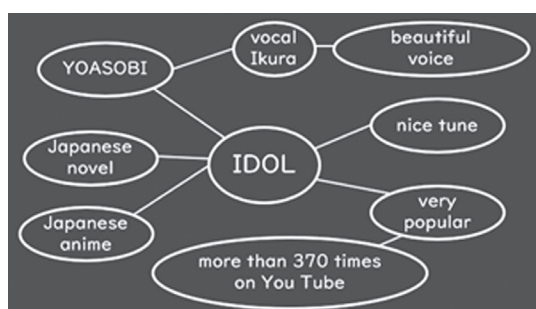 vocal
Ikura
beautiful
voice
YOASOBI
nice tune
Japanese
novel
IDOL
very
popular
Japanese
anime
more than 370 times
on You Tube